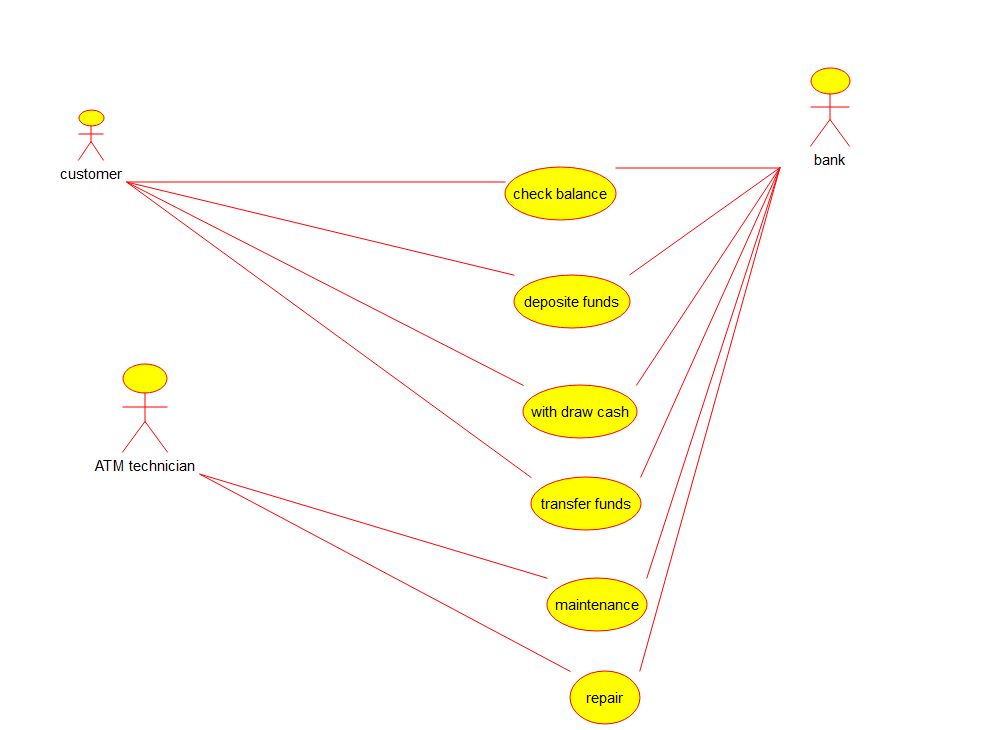 customer
bank
check balance
deposite funds
with draw cash
ATM technician
transfer funds
maintenance
repair